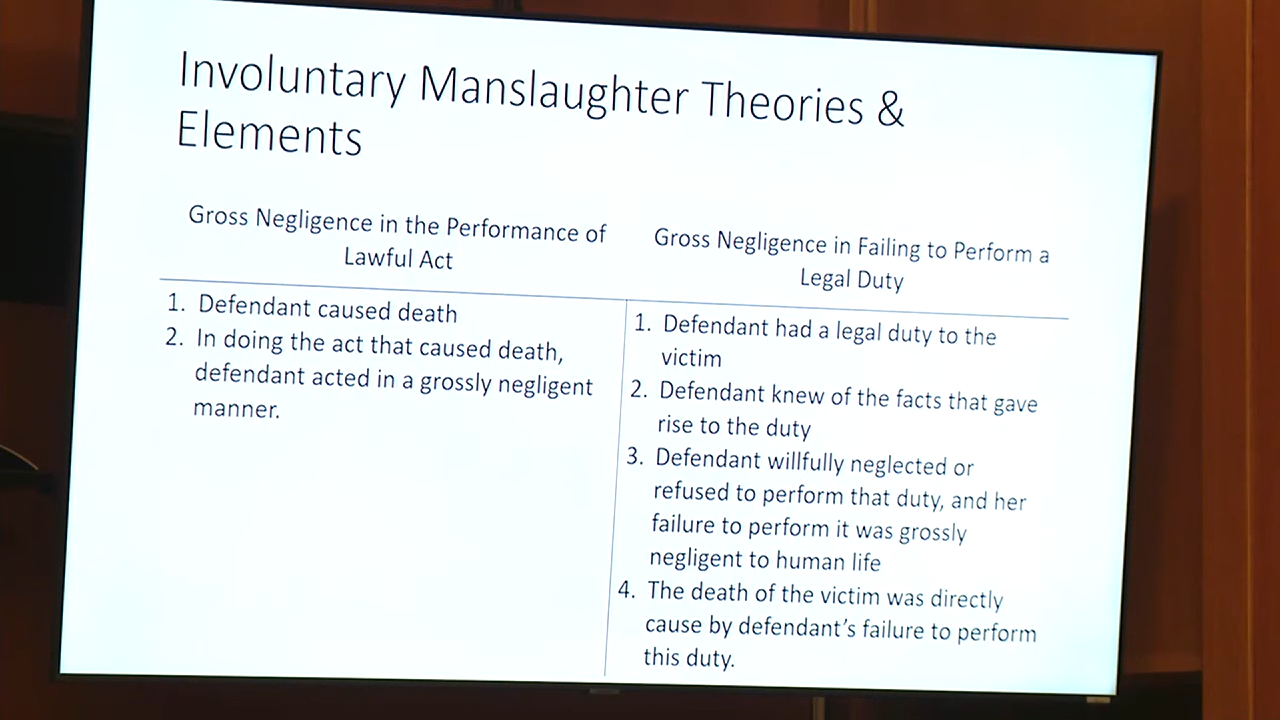 Involuntary Manslaughter Theories &
Elements
Gross Negligence in the Performance of
Lawful Act
1. Defendant caused death
2. In doing the act that caused death,
defendant acted in a grossly negligent
manner.
Gross Negligence in Failing to Perform a
Legal Duty
1. Defendant had a legal duty to the
victim
2. Defendant knew of the facts that gave
rise to the duty
3. Defendant willfully neglected or
refused to perform that duty, and her
failure to perform it was grossly
negligent to human life
4. The death of the victim was directly
cause by defendant's failure to perform
this duty.